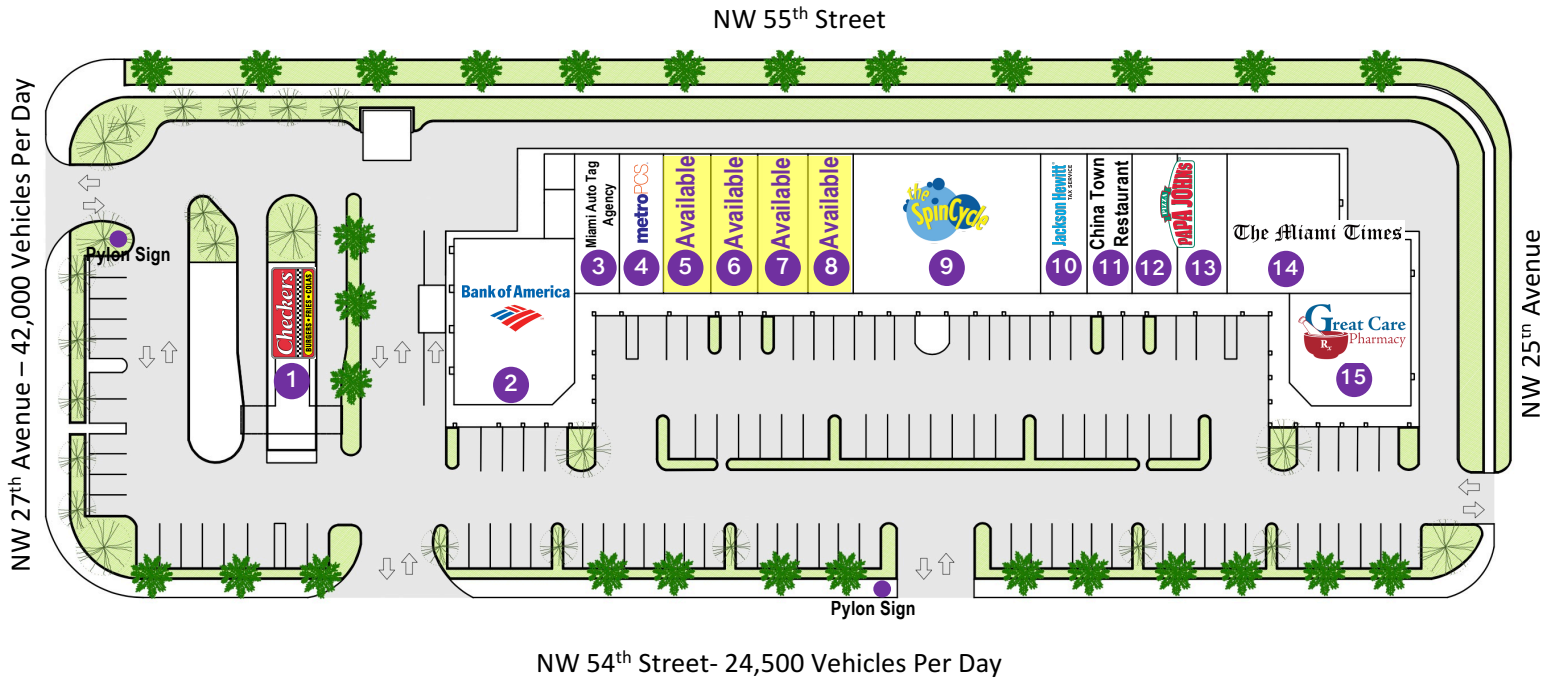 NW 55th Street
NW 27th Avenue – 42,000 Vehicles Per Day
Pylon Sign
Checkers
BURGERS • FRIES • COLAS
1
Bank of America
2
Miami Auto Tag
Agency
3
metroPCS.
4
Available
5
Available
6
Available
7
Available
8
the
SpinCycle
9
Jackson Hewitt
TAX SERVICE
10
China Town
Restaurant
11
12
PIZZA
PAPA JOHNS
13
The Miami Times
14
Great Care
Pharmacy
Rx
15
NW 25th Avenue
Pylon Sign
NW 54th Street- 24,500 Vehicles Per Day